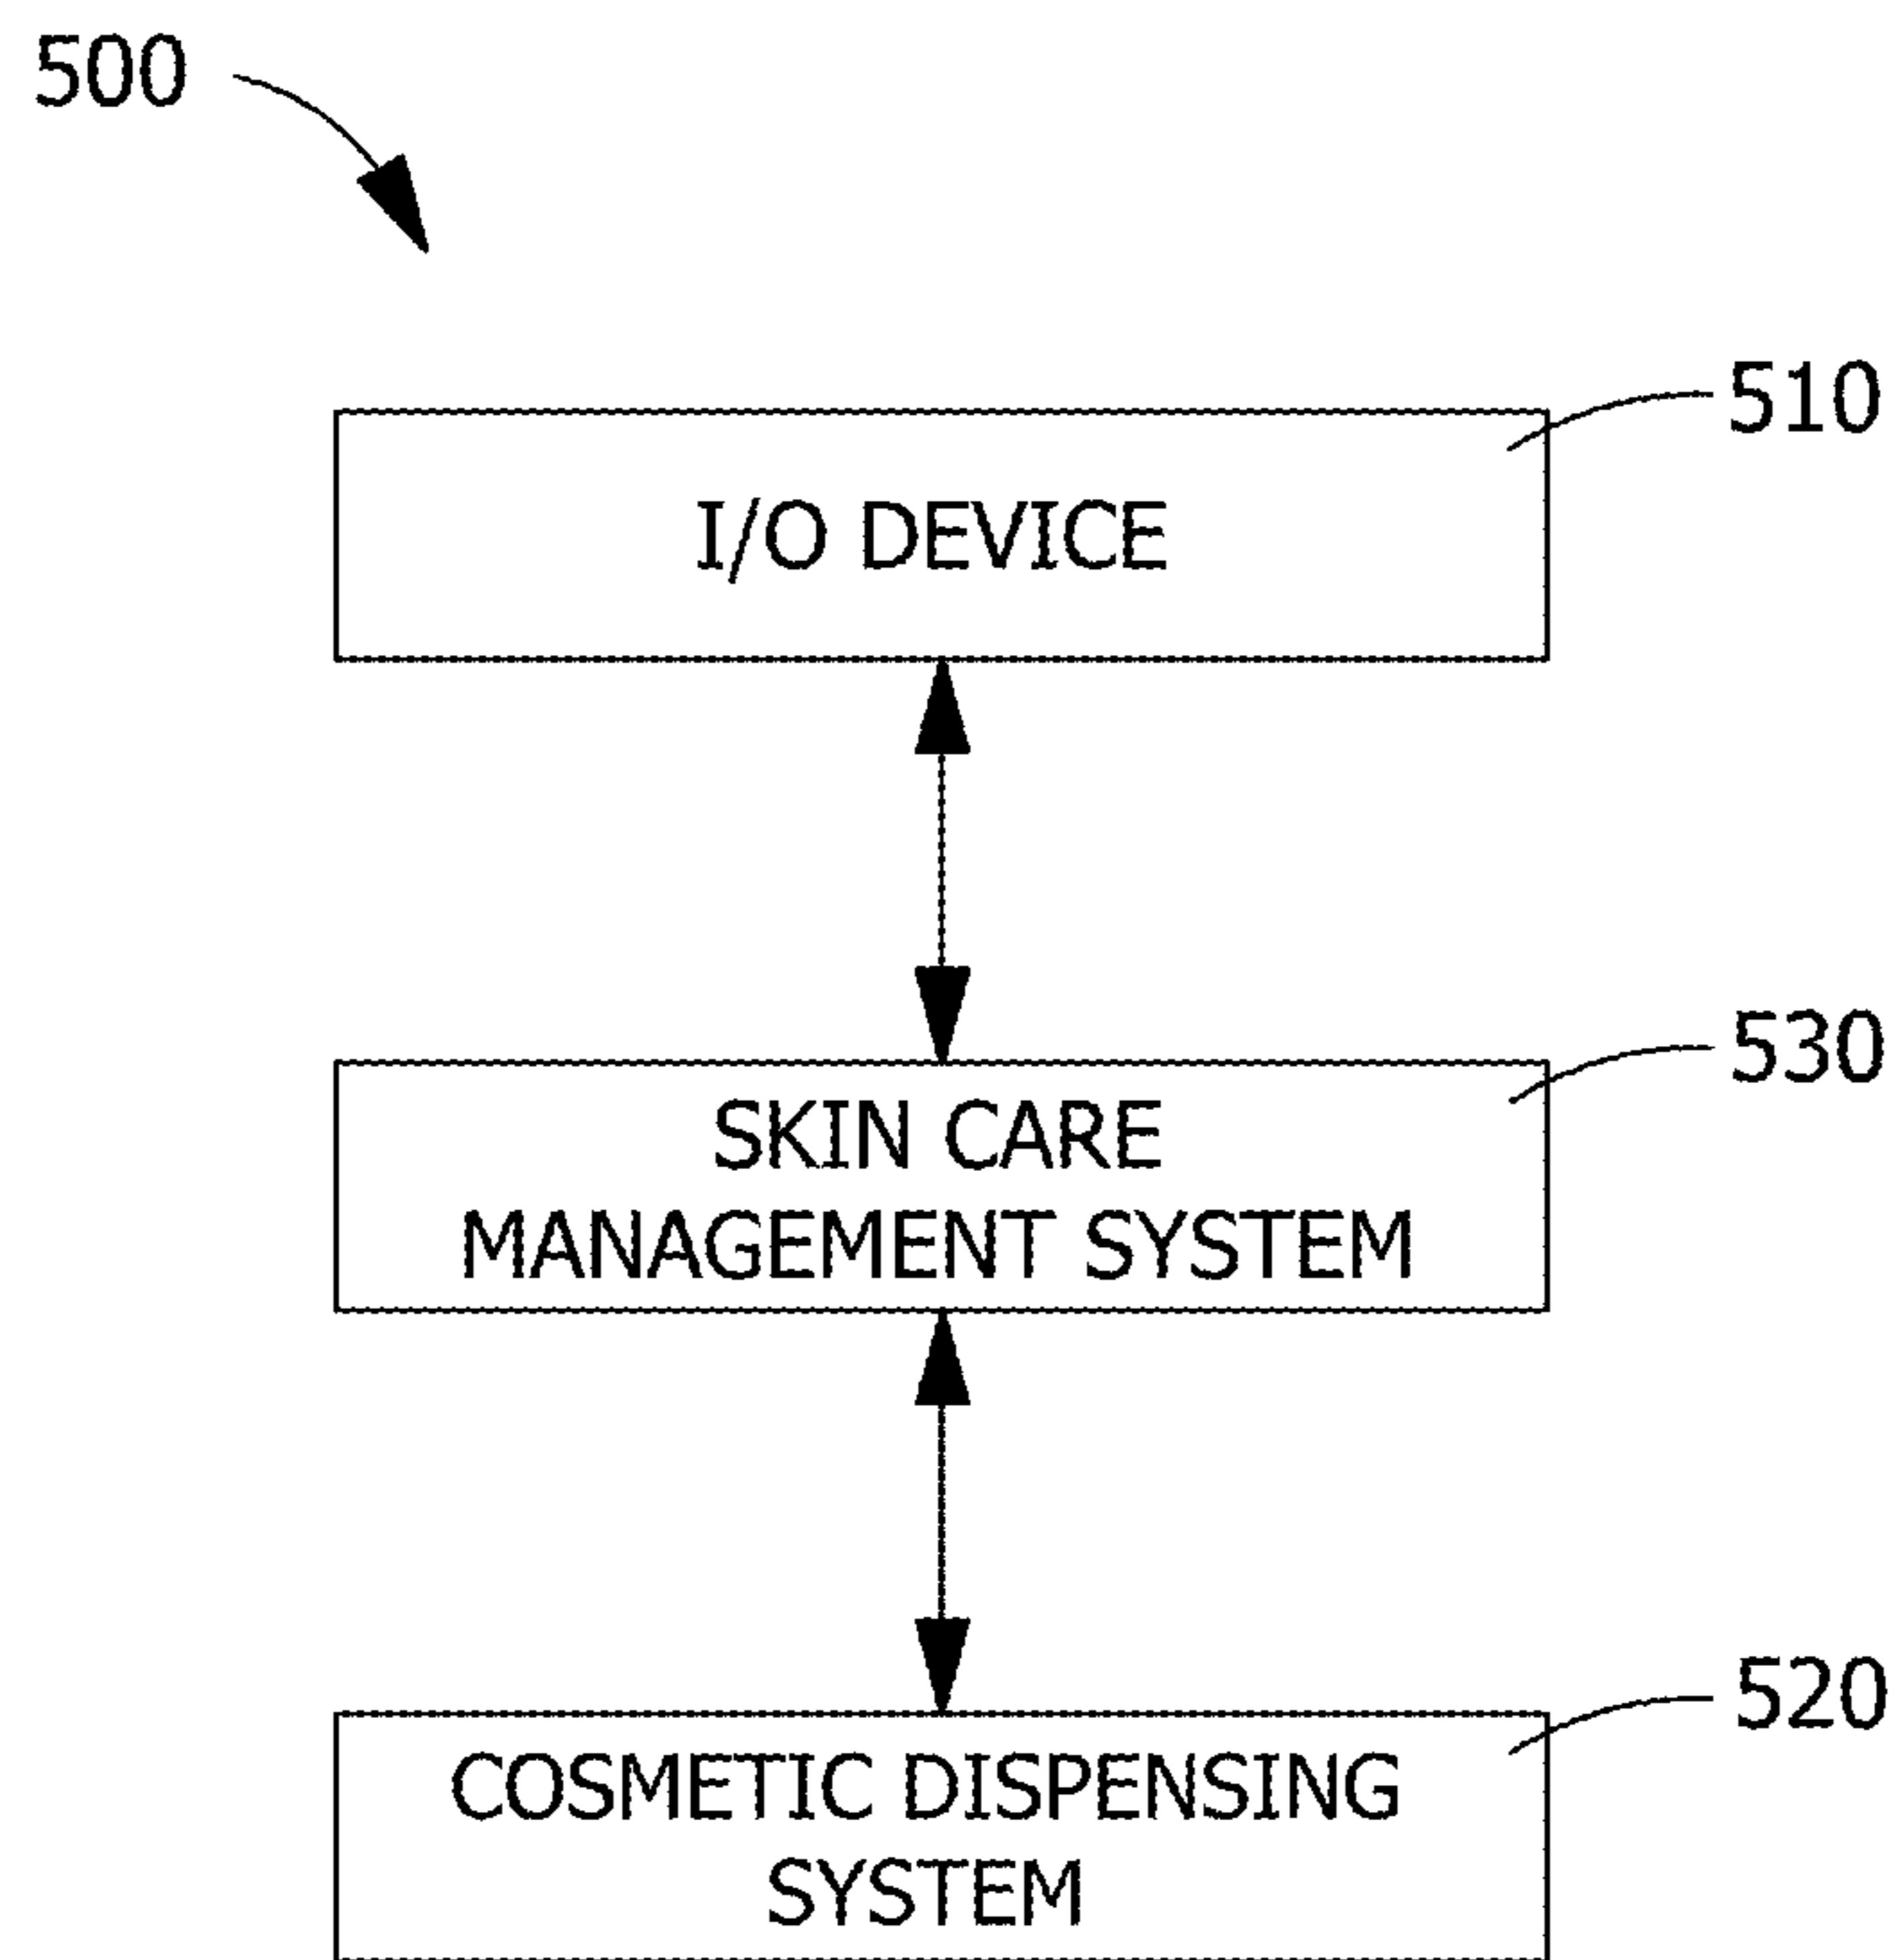 500
510
I/O DEVICE
530
SKIN CARE
MANAGEMENT SYSTEM
520
COSMETIC DISPENSING
SYSTEM